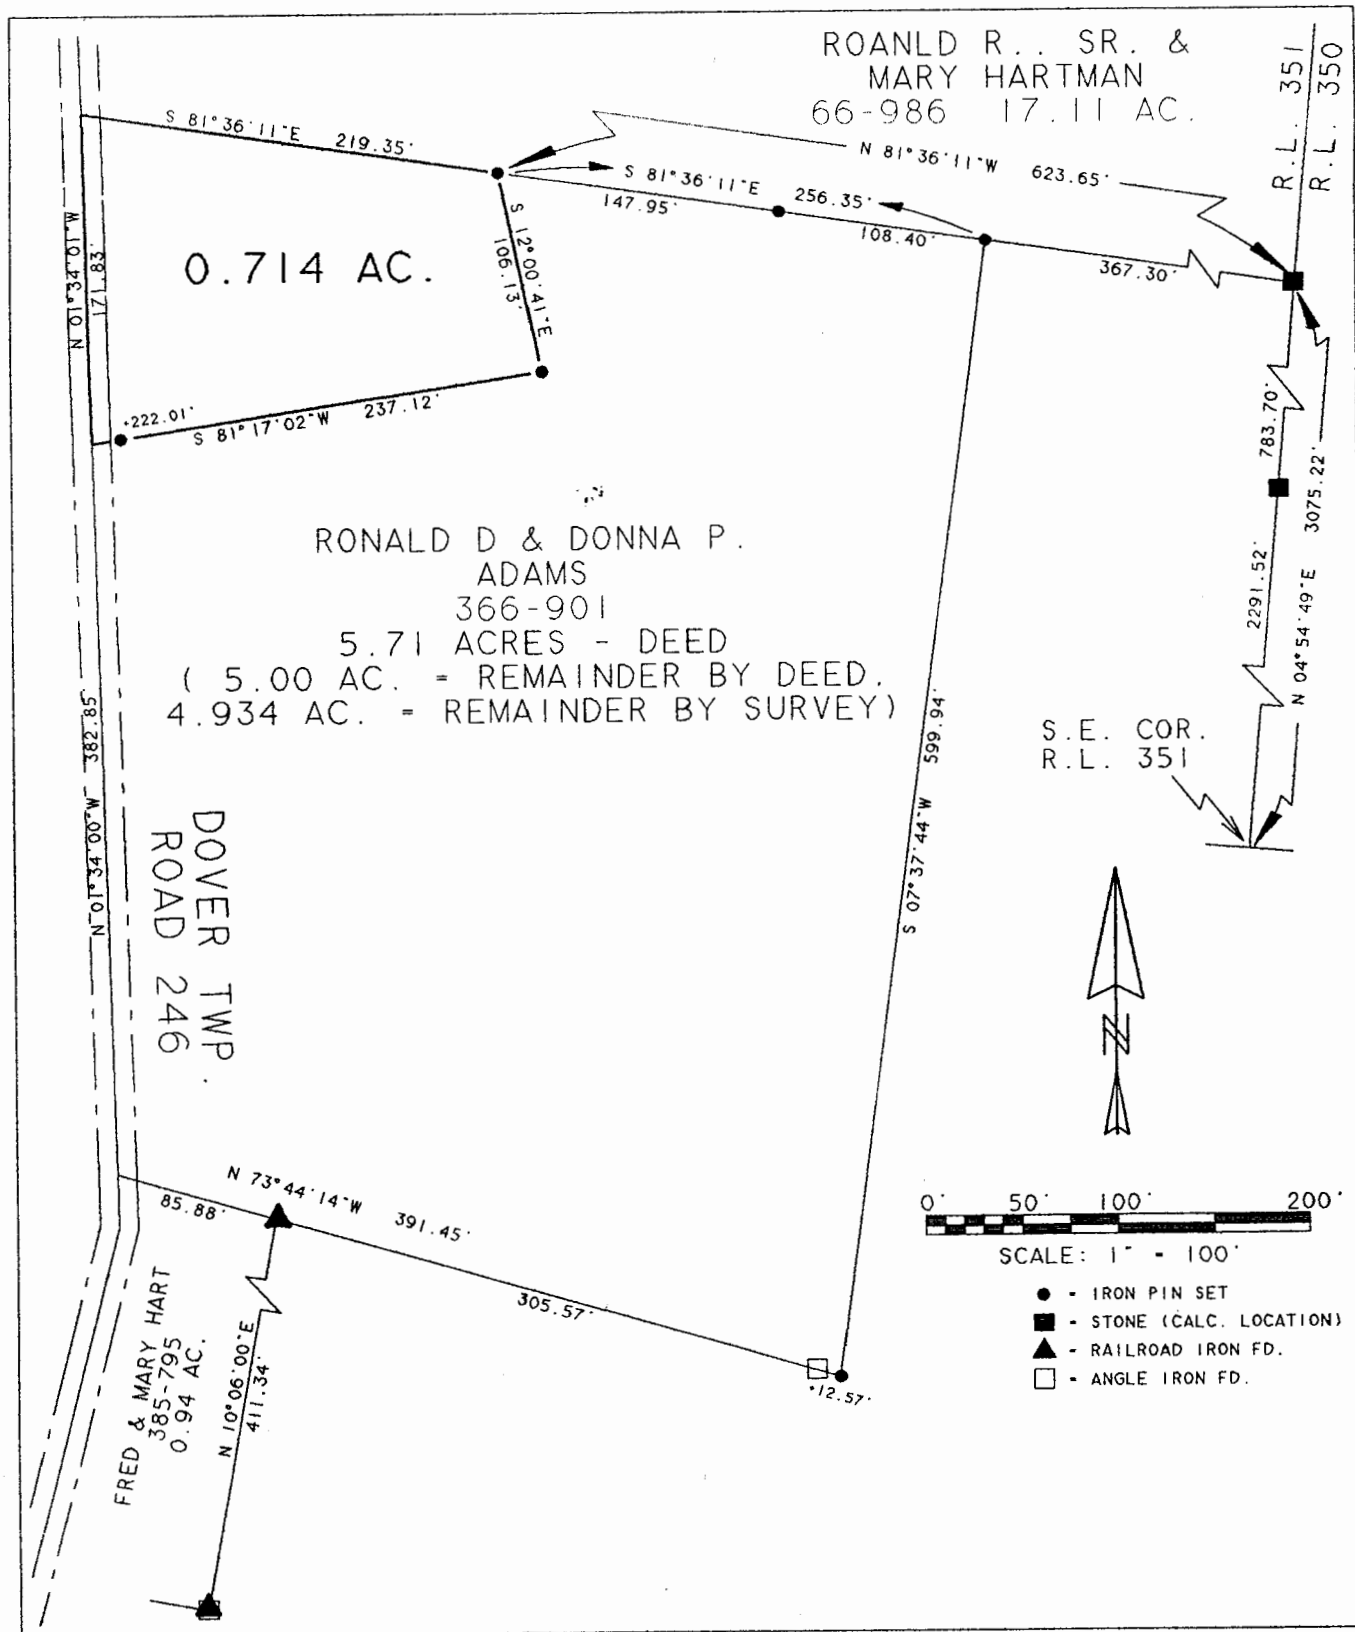 ROANLD R.. SR. &
MARY HARTMAN
66-986 17.11 AC.
R.L. 351
R.L. 350
S 81°36'11"E 219.35'
N 81°36'11"W 623.65'
S 81°36'11"E 256.35'
147.95'
108.40'
367.30'
N 01°34'01"W
171.83'
S 12°00'41"E
106.13'
0.714 AC.
+222.01'
S 81°17'02"W 237.12'
783.70'
3075.22'
N 04°54'49"E
2291.52'
RONALD D & DONNA P.
ADAMS
366-901
5.71 ACRES - DEED
( 5.00 AC. = REMAINDER BY DEED.
4.934 AC. = REMAINDER BY SURVEY)
N 01°34'00"W 382.85'
S 07°37'44"W 599.94'
S.E. COR.
R.L. 351
DOVER TWP.
ROAD 246
N
N 73°44'14"W 391.45'
85.88'
305.57'
+12.57'
0' 50' 100' 200'
SCALE: 1" = 100'
• - IRON PIN SET
■ - STONE (CALC. LOCATION)
▲ - RAILROAD IRON FD.
□ - ANGLE IRON FD.
FRED & MARY HART
385-795
0.94 AC.
N 10°06'00"E
411.34'